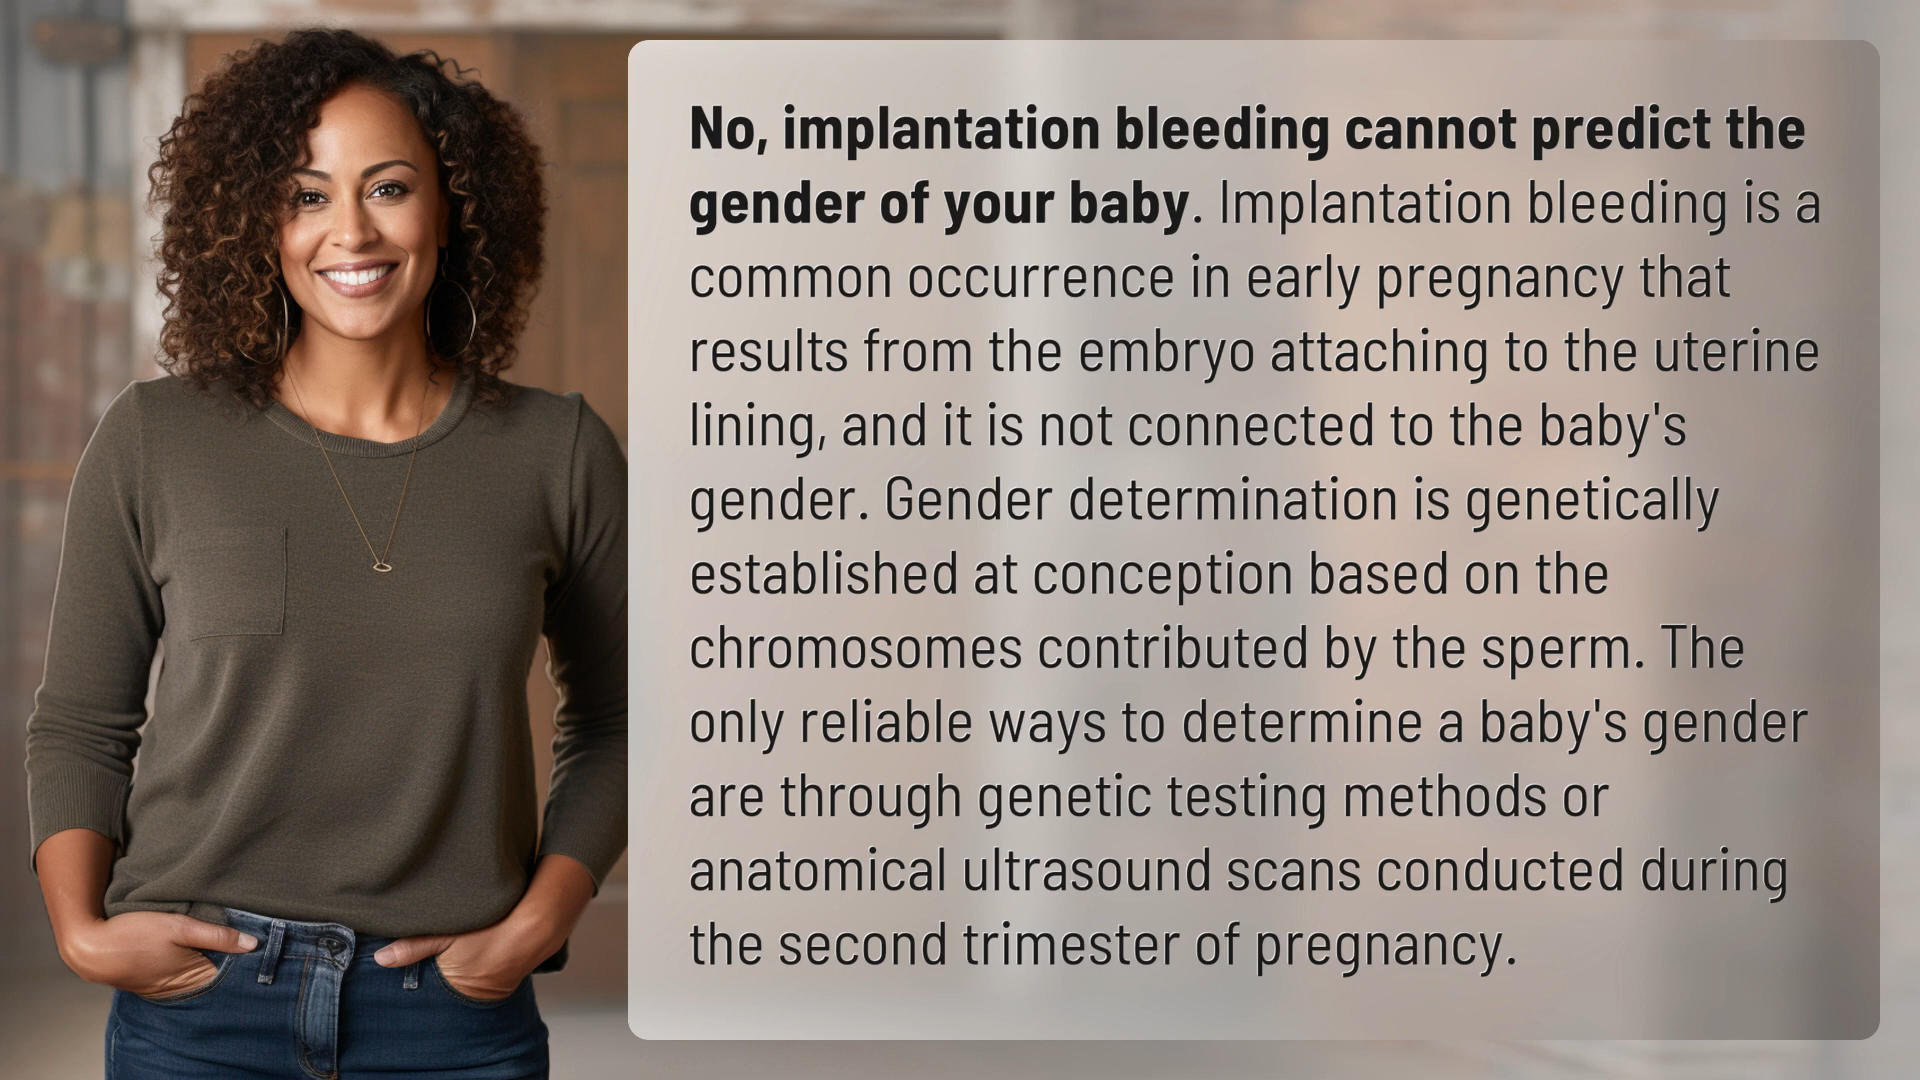 No, implantation bleeding cannot predict the
gender of your baby. Implantation bleeding is a
common occurrence in early pregnancy that
results from the embryo attaching to the uterine
lining, and it is not connected to the baby's
gender. Gender determination is genetically
established at conception based on the
chromosomes contributed by the sperm. The
only reliable ways to determine a baby's gender
are through genetic testing methods or
anatomical ultrasound scans conducted during
the second trimester of pregnancy.